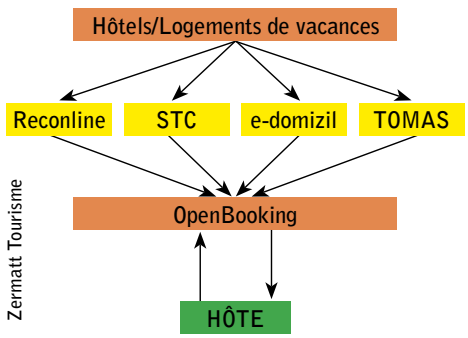 Hôtels/Logements de vacances
Reconline
STC
e-domizil
TOMAS
OpenBooking
HÔTE
Zermatt Tourisme